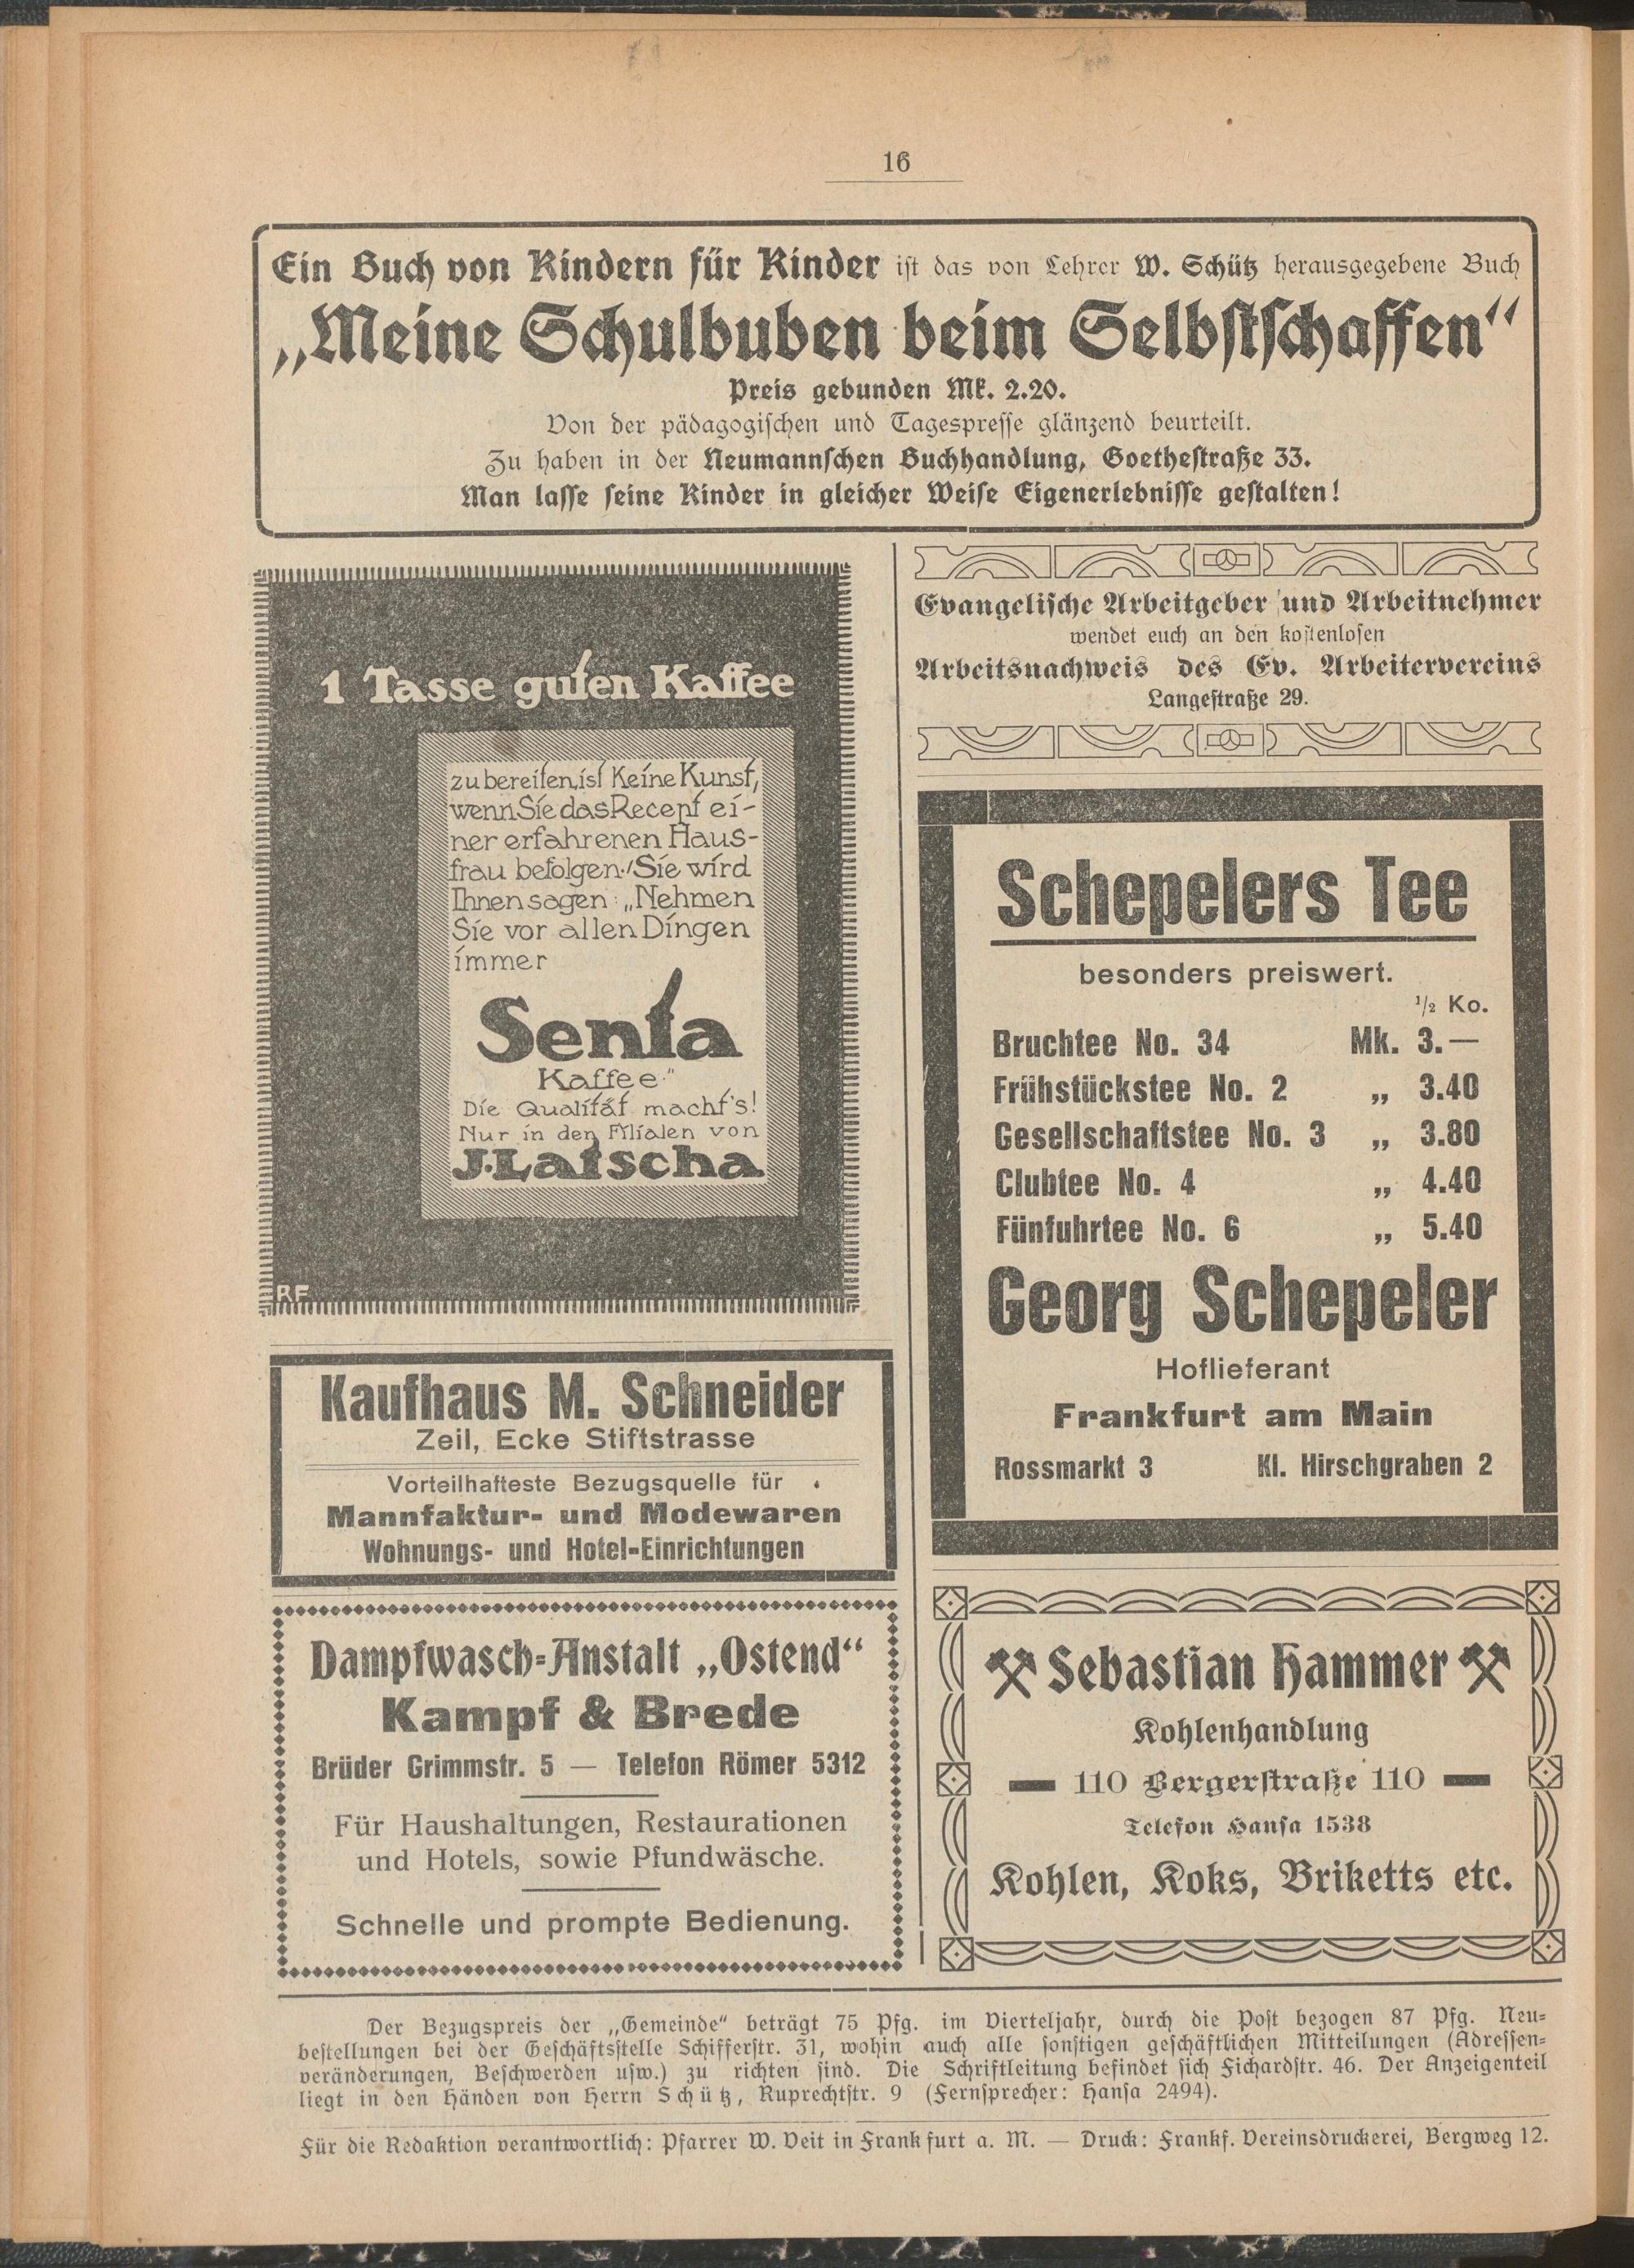 16
Ein Buch von Kindern für Kinder ist das von Lehrer W. Schütz herausgegebene Buch
„Meine Schulbuben beim Selbstschaffen“
Preis gebunden Mk. 2.20.
Von der pädagogischen und Tagespresse glänzend beurteilt.
Zu haben in der Neumannschen Buchhandlung, Goethestraße 33.
Man lasse seine Kinder in gleicher Weise Eigenerlebnisse gestalten!
1 Tasse guten Kaffee
zu bereiten, ist keine Kunst,
wenn Sie das Recept ei-
ner erfahrenen Haus-
frau befolgen. Sie wird
Ihnen sagen: „Nehmen
Sie vor allen Dingen
immer
Senta
Kaffee.“
Die Qualität macht's!
Nur in den Filialen von
J. Latscha
RF
Kaufhaus M. Schneider
Zeil, Ecke Stiftstrasse
Vorteilhafteste Bezugsquelle für
Mannfaktur- und Modewaren
Wohnungs- und Hotel-Einrichtungen
Dampfwasch-Anstalt „Ostend“
Kampf & Brede
Brüder Grimmstr. 5 — Telefon Römer 5312
Für Haushaltungen, Restaurationen
und Hotels, sowie Pfundwäsche.
Schnelle und prompte Bedienung.
Evangelische Arbeitgeber und Arbeitnehmer
wendet euch an den kostenlosen
Arbeitsnachweis des Ev. Arbeitervereins
Langestraße 29.
Schepelers Tee
besonders preiswert.
1/2 Ko.
Bruchtee No. 34 Mk. 3.—
Frühstückstee No. 2 „ 3.40
Gesellschaftstee No. 3 „ 3.80
Clubtee No. 4 „ 4.40
Fünfuhrtee No. 6 „ 5.40
Georg Schepeler
Hoflieferant
Frankfurt am Main
Rossmarkt 3 Kl. Hirschgraben 2
Sebastian Hammer
Kohlenhandlung
110 Bergerstraße 110
Telefon Hansa 1538
Kohlen, Koks, Briketts etc.
Der Bezugspreis der „Gemeinde“ beträgt 75 Pfg. im Vierteljahr, durch die Post bezogen 87 Pfg. Neu-
bestellungen bei der Geschäftsstelle Schifferstr. 31, wohin auch alle sonstigen geschäftlichen Mitteilungen (Adressen-
veränderungen, Beschwerden usw.) zu richten sind. Die Schriftleitung befindet sich Fichardstr. 46. Der Anzeigenteil
liegt in den Händen von Herrn Schütz, Ruprechtstr. 9 (Fernsprecher: Hansa 2494).
Für die Redaktion verantwortlich: Pfarrer W. Veit in Frankfurt a. M. — Druck: Frankf. Vereinsdruckerei, Bergweg 12.